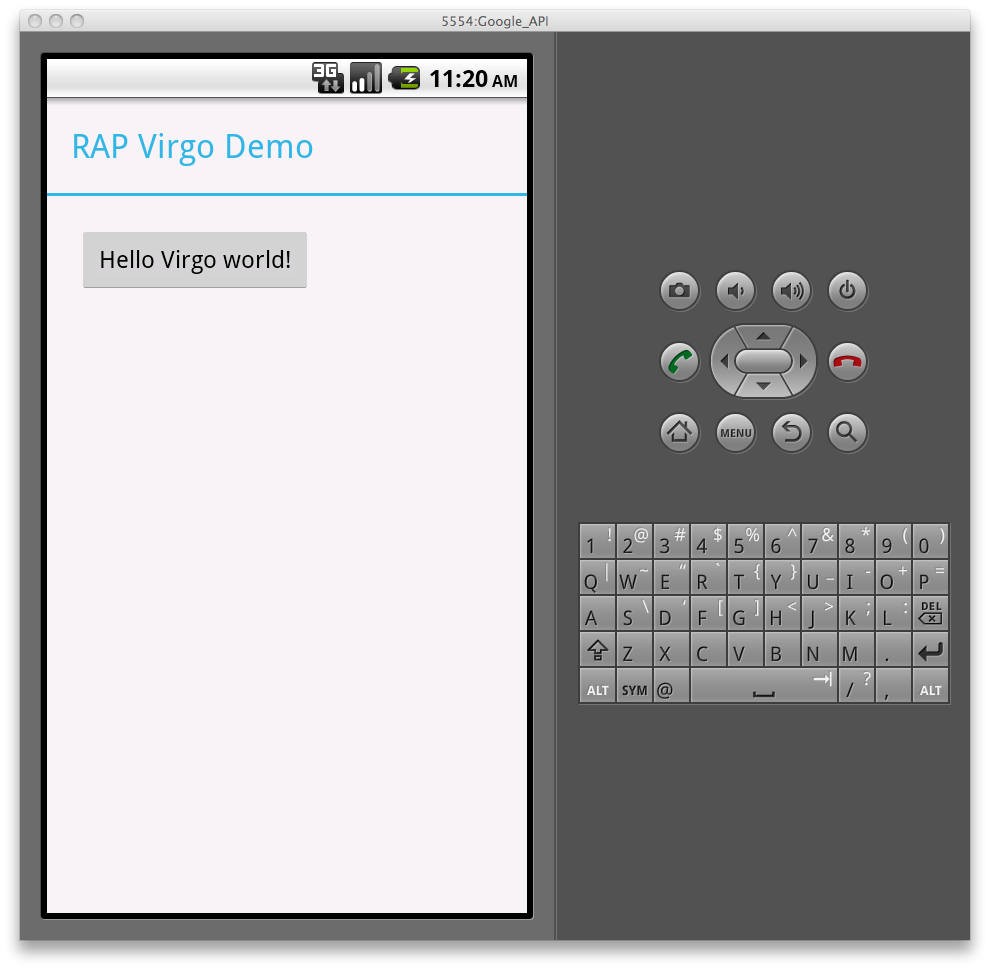 5554:Google_API
3G 11:20 AM
RAP Virgo Demo
Hello Virgo world!
MENU
1 ! 2 @ 3 # 4 $ 5 % 6 ^ 7 & 8 * 9 ( 0 )
Q | W ~ E “ R ` T { Y } U _ I - O + P =
A S \ D ‘ F [ G ] H < J > K ; L : DEL
Z X C V B N M .
ALT SYM @ / ? , ALT